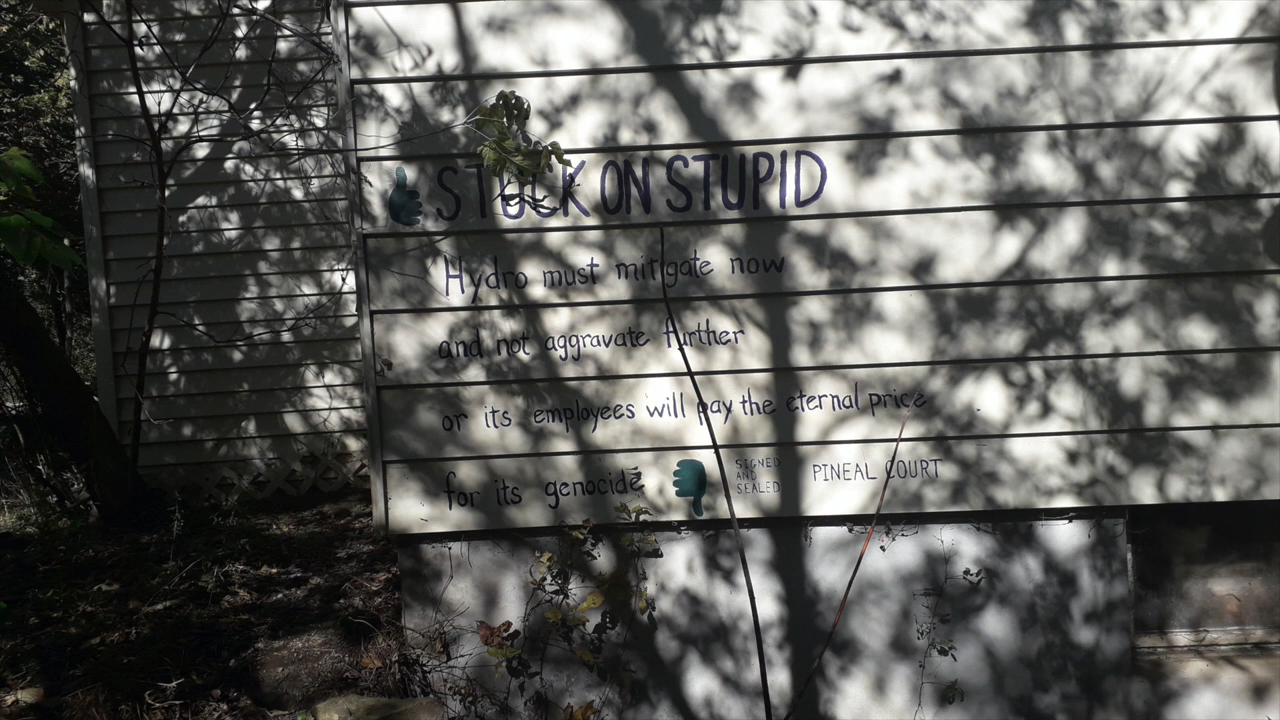 STUCK ON STUPID
Hydro must mitigate now
and not aggravate further
or its employees will pay the eternal price
for its genocide
SIGNED
AND
SEALED
PINEAL COURT